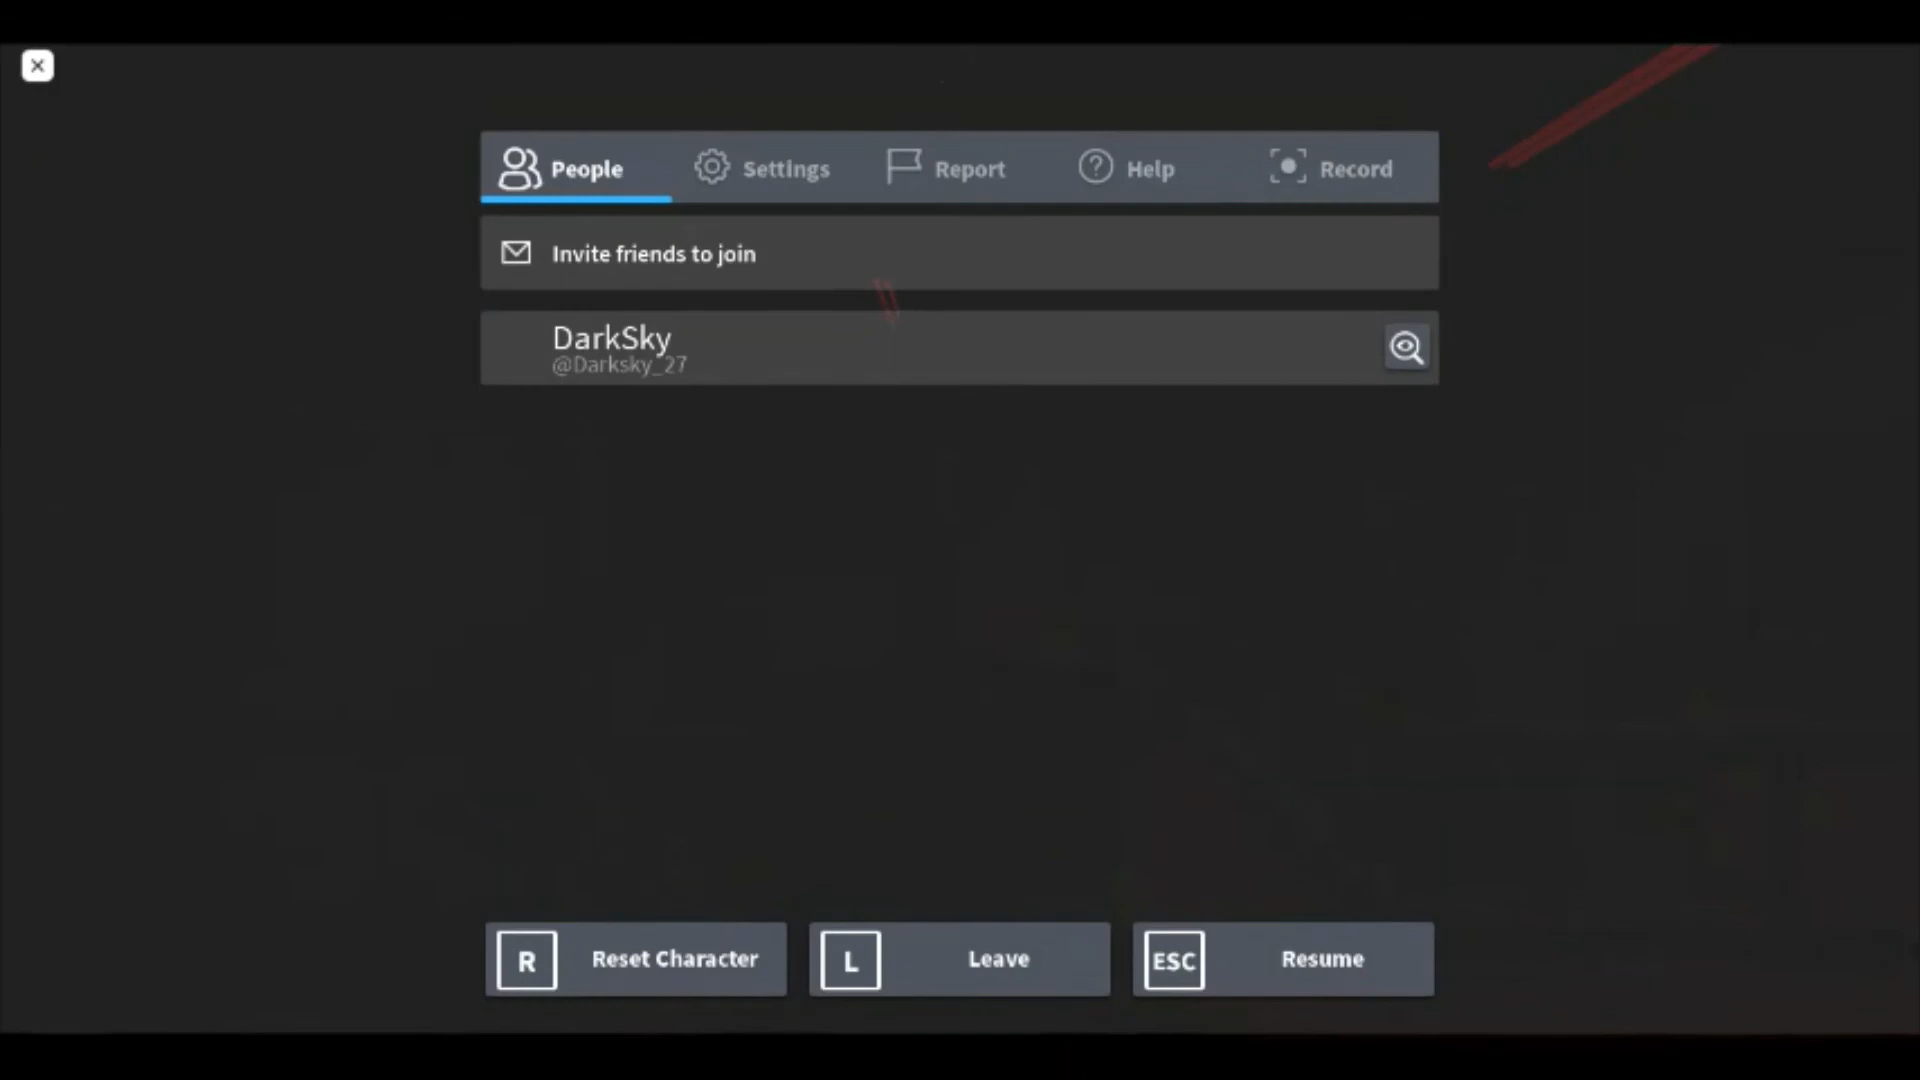 People
Settings
Report
Help
Record
Invite friends to join
DarkSky
@Darksky_27
R
Reset Character
L
Leave
ESC
Resume